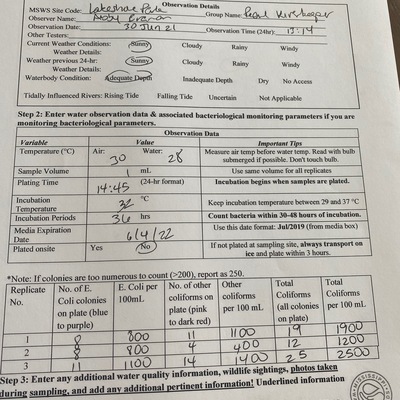 Observation Details
MSWS Site Code: Lakeshore Park
Observer Name: Group Name: Pearl Kerskeeper
Observation Date: 30 Jun 21 Observation Time (24hr): 13:14
Other Testers:
Current Weather Conditions: Sunny Cloudy Rainy Windy
Weather Details:
Weather previous 24-hr: Sunny Cloudy Rainy Windy
Weather Details:
Waterbody Condition: Adequate Depth Inadequate Depth Dry No Access
Tidally Influenced Rivers: Rising Tide Falling Tide Uncertain Not Applicable
Step 2: Enter water observation data & associated bacteriological monitoring parameters if you are
monitoring bacteriological parameters.
Observation Data
Variable Value Important Tips
Temperature (°C) Air: 30 Water: 28 Measure air temp before water temp. Read with bulb
submerged if possible. Don't touch bulb.
Sample Volume 1 mL Use same volume for all replicates
Plating Time 14:45 (24-hr format) Incubation begins when samples are plated.
Incubation
Temperature 32 °C Keep incubation temperature between 29 and 37 °C
Incubation Periods 36 hrs Count bacteria within 30-48 hours of incubation.
Media Expiration
Date 6/4/22 Use this date format: Jul/2019 (from media box)
Plated onsite Yes No If not plated at sampling site, always transport on
ice and plate within 3 hours.
*Note: If colonies are too numerous to count (>200), report as 250.
Replicate
No. No. of E.
Coli colonies
on plate (blue
to purple) E. Coli per
100mL No. of other
coliforms on
plate (pink
to dark red) Other
coliforms
per 100 mL Total
Coliforms
(all colonies
on plate) Total
Coliforms
per 100 mL
1 8 800 11 1100 19 1900
2 8 800 4 400 12 1200
3 11 1100 14 1400 25 2500
Step 3: Enter any additional water quality information, wildlife sightings, photos taken
during sampling, and add any additional pertinent information! Underlined information